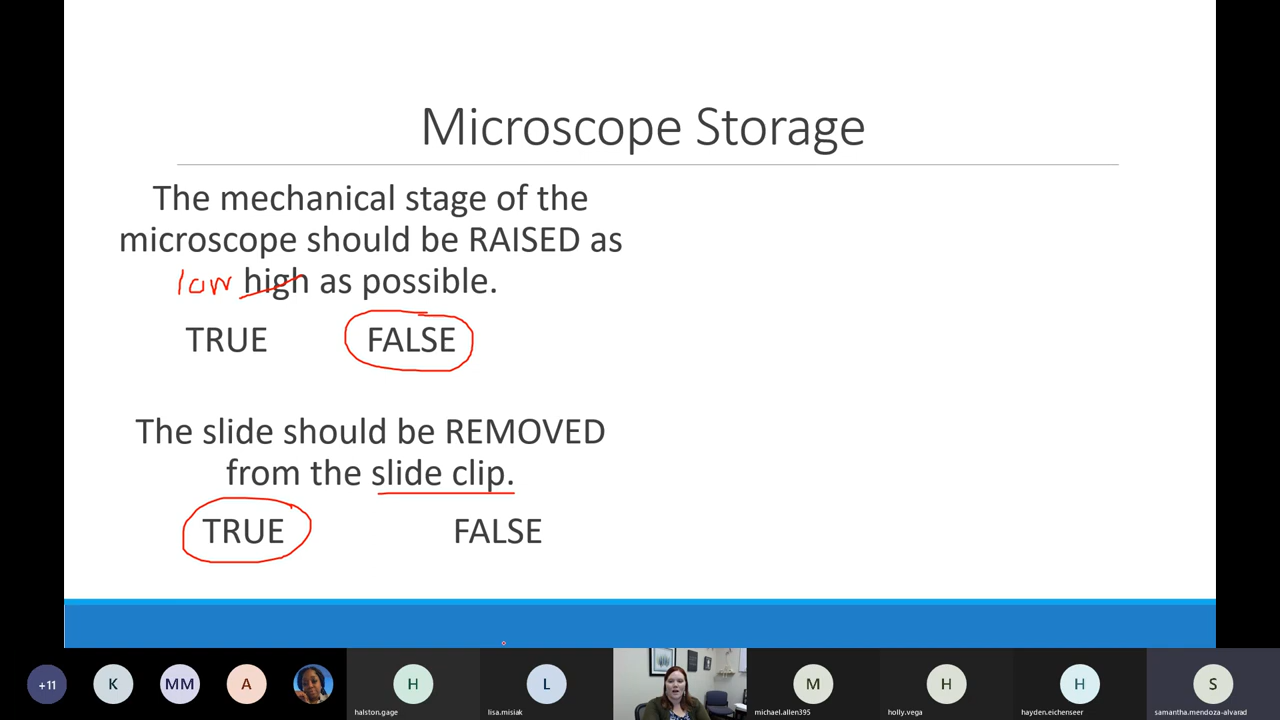 Microscope Storage
The mechanical stage of the
microscope should be RAISED as
low high as possible.
TRUE FALSE
The slide should be REMOVED
from the slide clip.
TRUE FALSE
+11 K MM A H L M H H S
halston.gage lisa.misiak michael.allen395 holly.vega hayden.eichenseer samantha.mendoza-alvarad